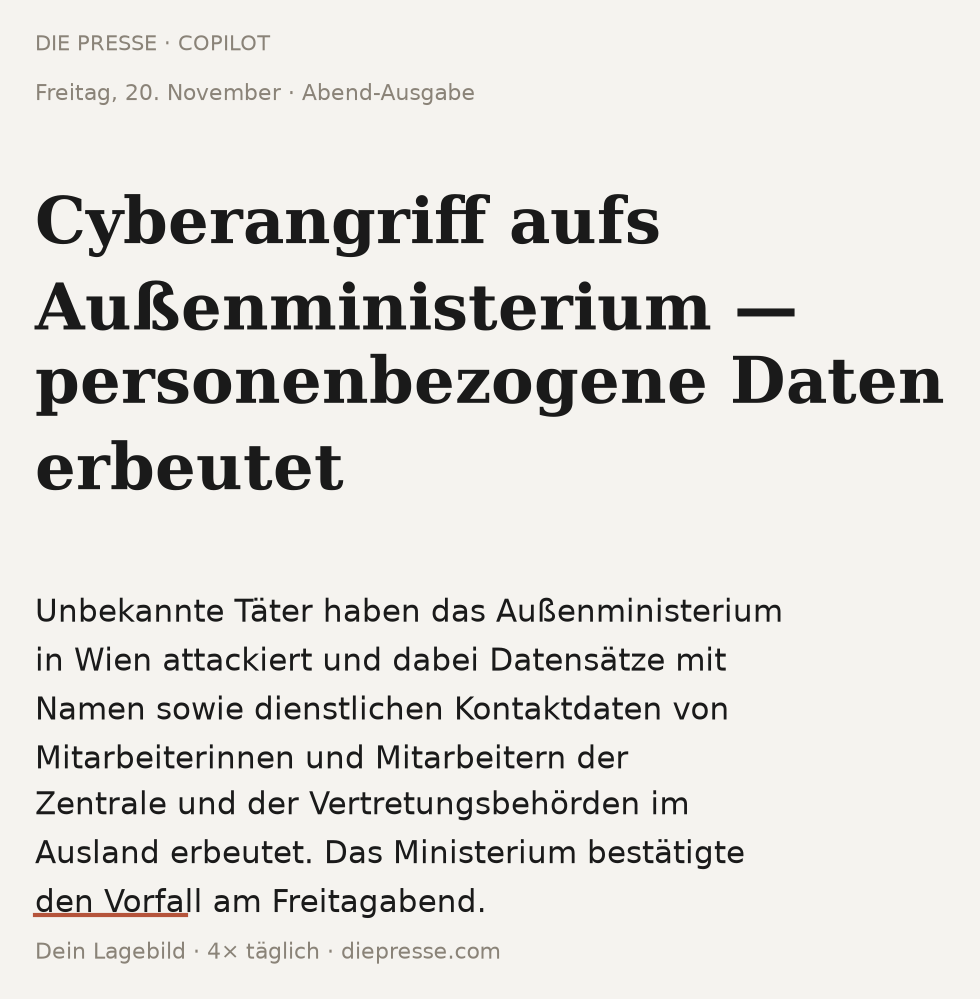 DIE PRESSE · COPILOT
Freitag, 20. November · Abend-Ausgabe
Cyberangriff aufs
Außenministerium —
personenbezogene Daten
erbeutet
Unbekannte Täter haben das Außenministerium
in Wien attackiert und dabei Datensätze mit
Namen sowie dienstlichen Kontaktdaten von
Mitarbeiterinnen und Mitarbeitern der
Zentrale und der Vertretungsbehörden im
Ausland erbeutet. Das Ministerium bestätigte
den Vorfall am Freitagabend.
Dein Lagebild · 4× täglich · diepresse.com